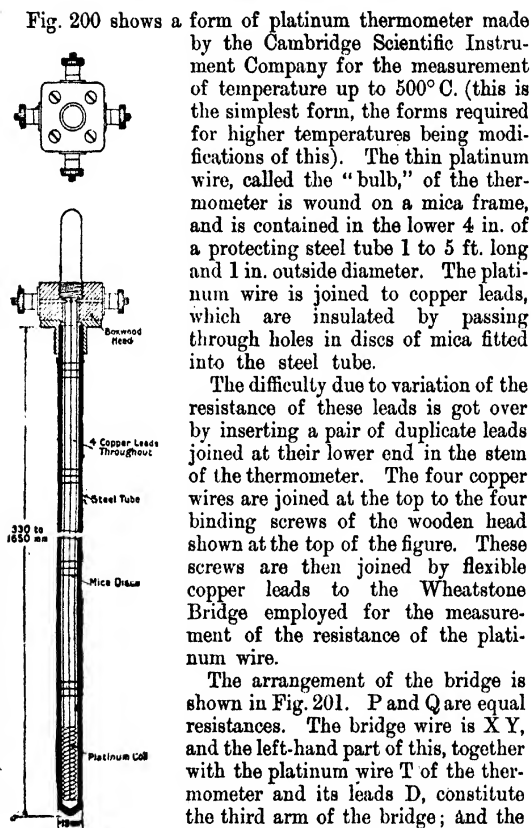 Fig. 200 shows a form of platinum thermometer made
by the Cambridge Scientific Instru-
ment Company for the measurement
of temperature up to 500° C. (this is
the simplest form, the forms required
for higher temperatures being modi-
fications of this). The thin platinum
wire, called the "bulb," of the ther-
mometer is wound on a mica frame,
and is contained in the lower 4 in. of
a protecting steel tube 1 to 5 ft. long
and 1 in. outside diameter. The plati-
num wire is joined to copper leads,
which are insulated by passing
through holes in discs of mica fitted
into the steel tube.
The difficulty due to variation of the
resistance of these leads is got over
by inserting a pair of duplicate leads
joined at their lower end in the stem
of the thermometer. The four copper
wires are joined at the top to the four
binding screws of the wooden head
shown at the top of the figure. These
screws are then joined by flexible
copper leads to the Wheatstone
Bridge employed for the measure-
ment of the resistance of the plati-
num wire.
The arrangement of the bridge is
shown in Fig. 201. P and Q are equal
resistances. The bridge wire is X Y,
and the left-hand part of this, together
with the platinum wire T of the ther-
mometer and its leads D, constitute
the third arm of the bridge; and the
Boxwood
Head
4 Copper Leads
Throughout
Steel Tube
330 to
1650 mm
Mica Discs
Platinum Coil